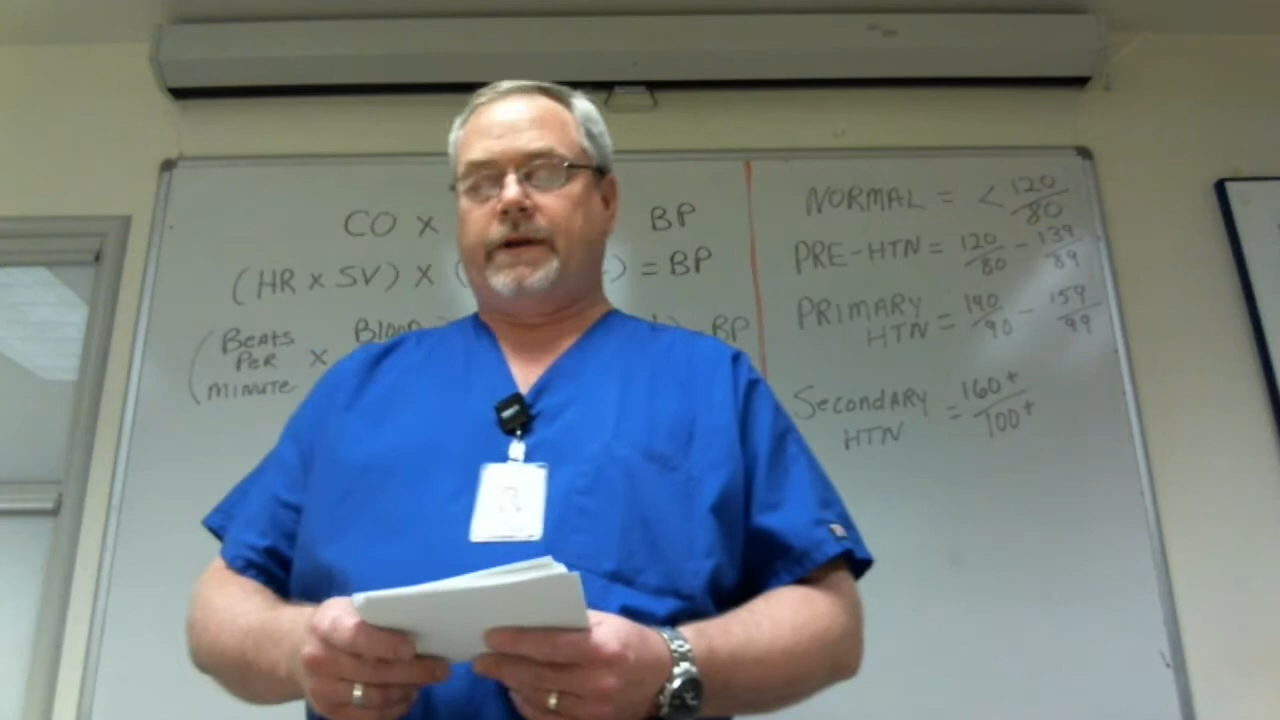 CO x BP
(HR x SV) x ( ) = BP
(BEATS PER MINUTE x BLOOD BP
NORMAL = < 120/80
PRE-HTN = 120/80 - 139/89
PRIMARY HTN = 140/90 - 159/99
SECONDARY HTN = 160+/100+